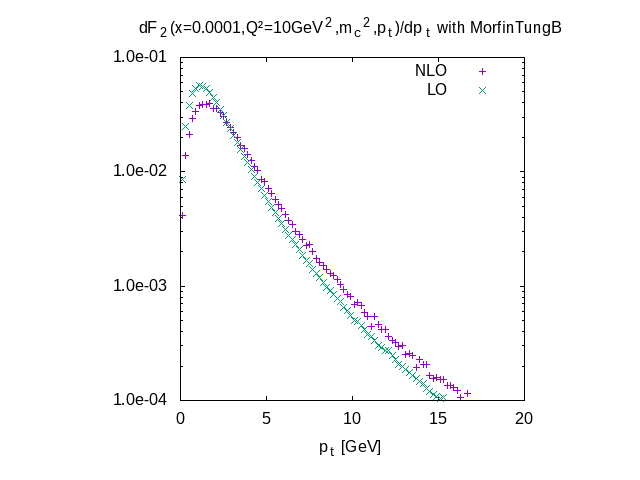 dF2(x=0.0001,Q²=10GeV²,mc²,pt)/dpt with MorfinTungB
NLO
LO
1.0e-01
1.0e-02
1.0e-03
1.0e-04
0 5 10 15 20
pt [GeV]